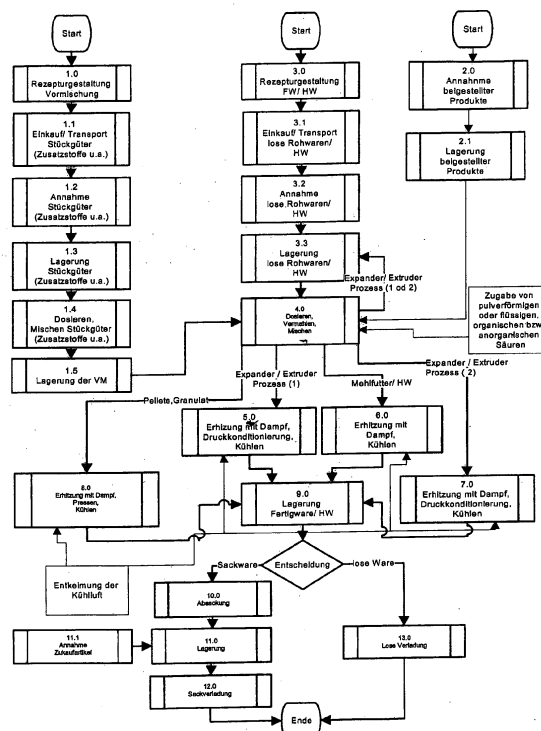 Start
1.0
Rezepturgestaltung
Vormischung
1.1
Einkauf/ Transport
Stückgüter
(Zusatzstoffe u.a.)
1.2
Annahme
Stückgüter
(Zusatzstoffe u.a.)
1.3
Lagerung
Stückgüter
(Zusatzstoffe u.a.)
1.4
Dosieren,
Mischen Stückgüter
(Zusatzstoffe u.a.)
1.5
Lagerung der VM
Start
3.0
Rezepturgestaltung
FW/ HW
3.1
Einkauf/ Transport
lose Rohwaren/
HW
3.2
Annahme
lose Rohwaren/
HW
3.3
Lagerung
lose Rohwaren/
HW
Start
2.0
Annahme
beigestellter
Produkte
2.1
Lagerung
beigestellter
Produkte
Expander/ Extruder
Prozess (1 od 2)
4.0
Dosieren,
Vermahlen,
Mischen
Zugabe von
pulverförmigen
oder flüssigen,
organischen bzw
anorganischen
Säuren
Pellets,Granulat
Expander / Extruder
Prozess (1)
Mehlfutter/ HW
Expander / Extruder
Prozess ( 2)
5.0
Erhizung mit Dampf,
Druckkonditionierung,
Kühlen
6.0
Erhitzung mit
Dampf,
Kühlen
8.0
Erhitzung mit Dampf,
Pressen,
Kühlen
9.0
Lagerung
Fertigware/ HW
7.0
Erhitzung mit Dampf,
Druckkonditionierung,
Kühlen
Entkeimung der
Kühlluft
Sackware
Entscheidung
lose Ware
10.0
Absackung
11.1
Annahme
Zukaufartikel
11.0
Lagerung
13.0
Lose Verladung
12.0
Sackverladung
Ende